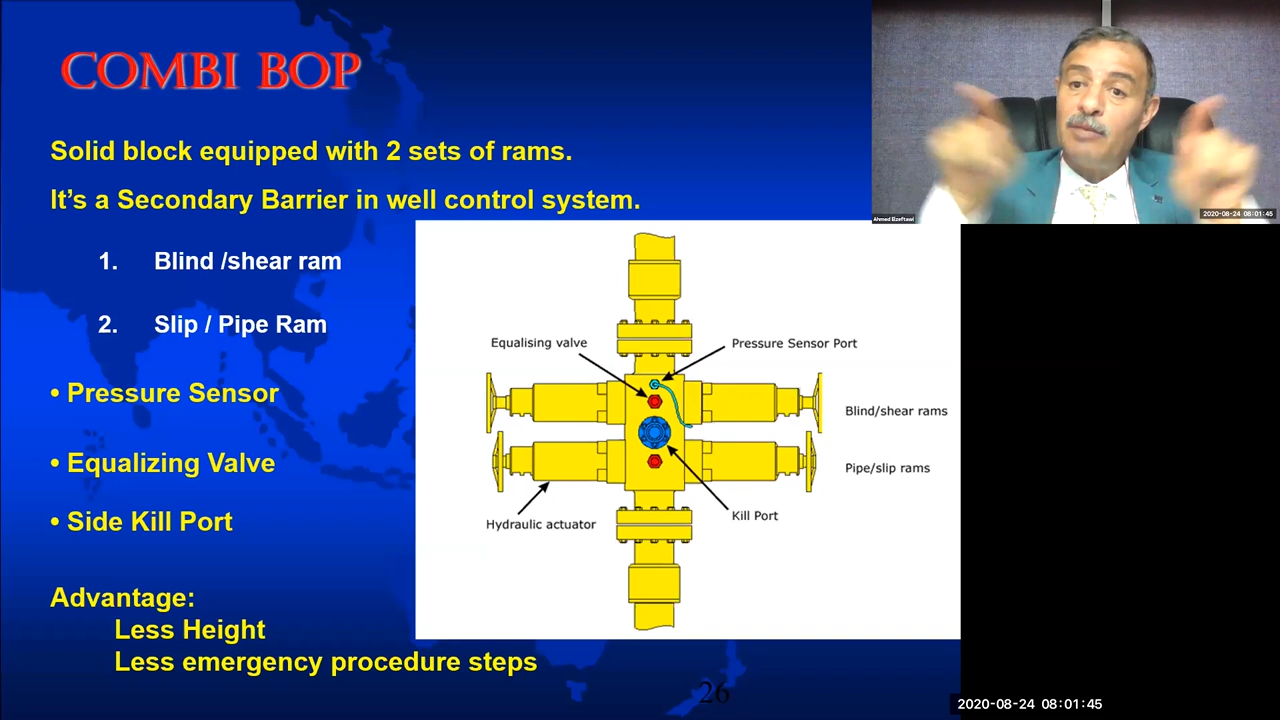 COMBI BOP
Solid block equipped with 2 sets of rams.
It's a Secondary Barrier in well control system.
1. Blind /shear ram
2. Slip / Pipe Ram
• Pressure Sensor
• Equalizing Valve
• Side Kill Port
Advantage:
Less Height
Less emergency procedure steps
Equalising valve
Pressure Sensor Port
Blind/shear rams
Pipe/slip rams
Hydraulic actuator
Kill Port
26
Ahmed Elzeftawi
2020-08-24 08:01:45
2020-08-24 08:01:45